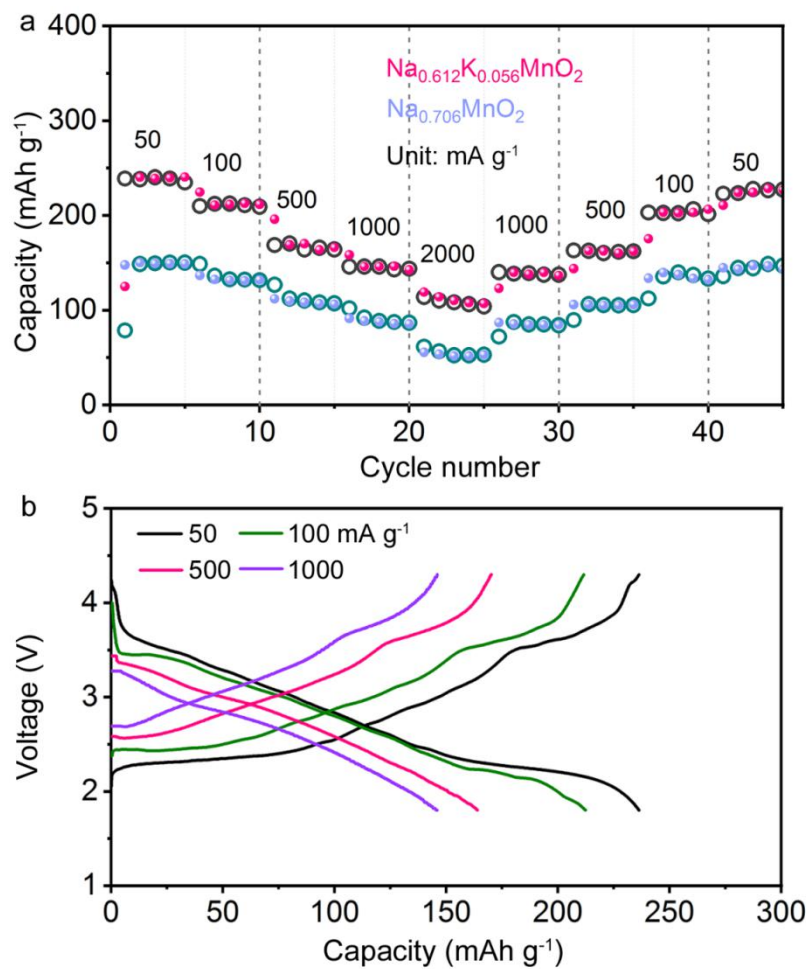 a
400
300
200
100
0
Capacity (mAh g⁻¹)
Na₀.₆₁₂K₀.₀₅₆MnO₂
Na₀.₇₀₆MnO₂
Unit: mA g⁻¹
50
100
500
1000
2000
1000
500
100
50
0 10 20 30 40
Cycle number
b
5
4
3
2
1
Voltage (V)
50 100 mA g⁻¹
500 1000
0 50 100 150 200 250 300
Capacity (mAh g⁻¹)